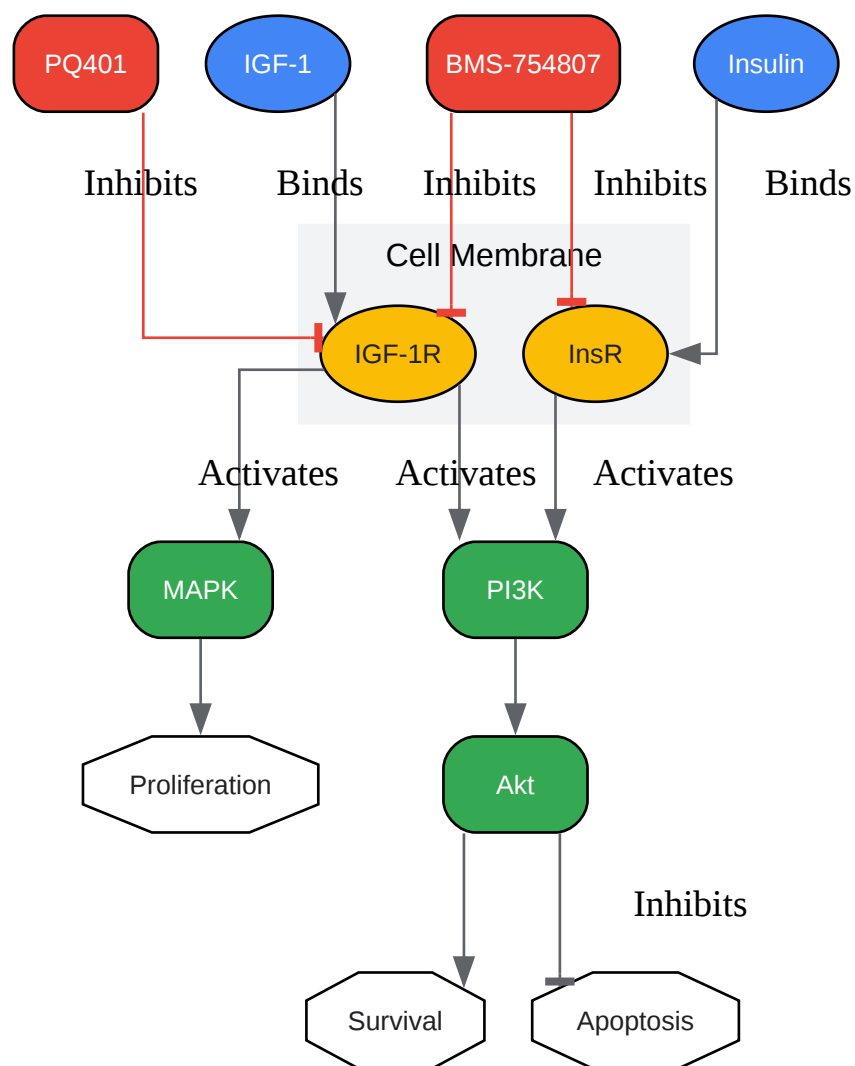 PQ401
IGF-1
BMS-754807
Insulin
Inhibits
Binds
Inhibits
Inhibits
Binds
Cell Membrane
IGF-1R
InsR
Activates
Activates
Activates
MAPK
PI3K
Proliferation
Akt
Inhibits
Survival
Apoptosis